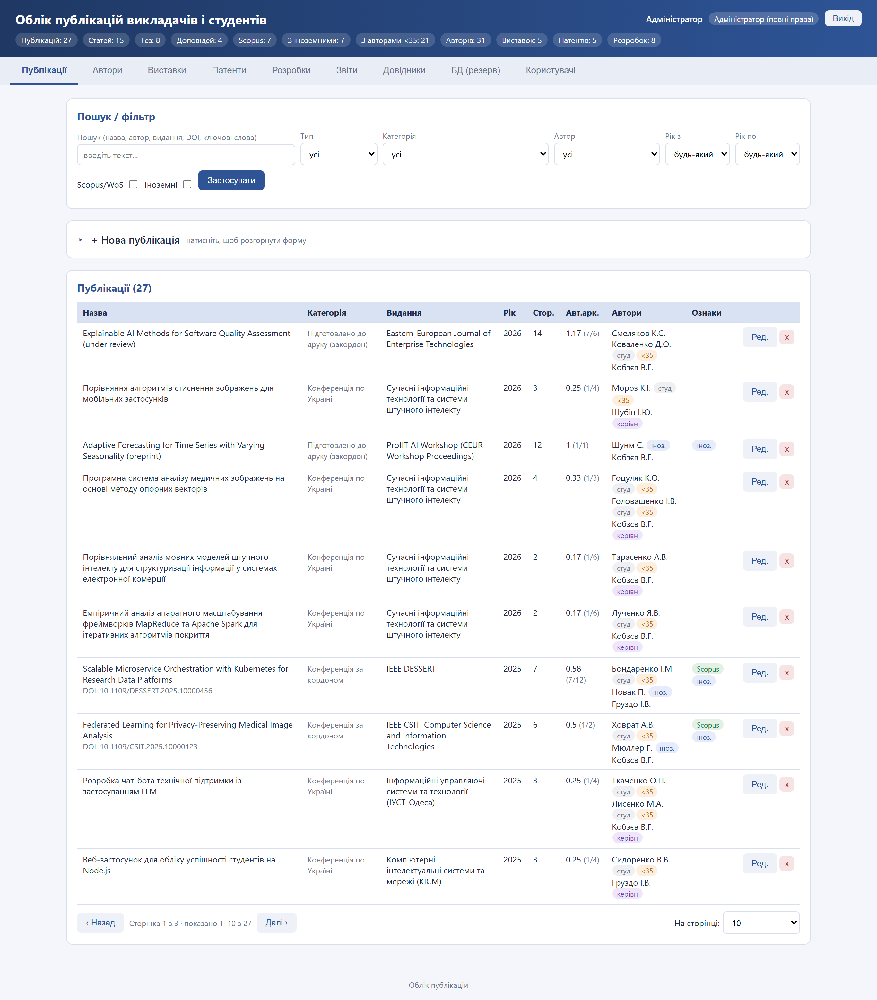 Облік публікацій викладачів і студентів
Адміністратор Адміністратор (повні права) Вихід
Публікацій: 27 Статей: 15 Тез: 8 Доповідей: 4 Scopus: 7 З іноземними: 7 З авторами <35: 21 Авторів: 31 Виставок: 5 Патентів: 5 Розробок: 8
Публікації Автори Виставки Патенти Розробки Звіти Довідники БД (резерв) Користувачі
Пошук / фільтр
Пошук (назва, автор, видання, DOI, ключові слова) Тип Категорія Автор Рік з Рік по
введіть текст... усі усі усі будь-який будь-який
Scopus/WoS Іноземні Застосувати
▸ + Нова публікація натисніть, щоб розгорнути форму
Публікації (27)
Назва Категорія Видання Рік Стор. Авт.арк. Автори Ознаки
Explainable AI Methods for Software Quality Assessment
(under review)
Підготовлено до
друку (закордон)
Eastern-European Journal of
Enterprise Technologies
2026 14 1.17 (7/6)
Смеляков К.С.
Коваленко Д.О.
студ <35
Кобзєв В.Г.
Ред. x
Порівняння алгоритмів стиснення зображень для
мобільних застосунків
Конференція по
Україні
Сучасні інформаційні
технології та системи
штучного інтелекту
2026 3 0.25 (1/4)
Мороз К.І. студ
<35
Шубін І.Ю.
керівн
Ред. x
Adaptive Forecasting for Time Series with Varying
Seasonality (preprint)
Підготовлено до
друку (закордон)
ProfIT AI Workshop (CEUR
Workshop Proceedings)
2026 12 1 (1/1)
Шунм Є. іноз.
Кобзєв В.Г.
іноз.
Ред. x
Програмна система аналізу медичних зображень на
основі методу опорних векторів
Конференція по
Україні
Сучасні інформаційні
технології та системи
штучного інтелекту
2026 4 0.33 (1/3)
Гоцуляк К.О.
студ <35
Головашенко І.В.
студ <35
Кобзєв В.Г.
керівн
Ред. x
Порівняльний аналіз мовних моделей штучного
інтелекту для структуризації інформації у системах
електронної комерції
Конференція по
Україні
Сучасні інформаційні
технології та системи
штучного інтелекту
2026 2 0.17 (1/6)
Тарасенко А.В.
студ <35
Кобзєв В.Г.
керівн
Ред. x
Емпіричний аналіз апаратного масштабування
фреймворків MapReduce та Apache Spark для
ітеративних алгоритмів покриття
Конференція по
Україні
Сучасні інформаційні
технології та системи
штучного інтелекту
2026 2 0.17 (1/6)
Лученко Я.В.
студ <35
Кобзєв В.Г.
керівн
Ред. x
Scalable Microservice Orchestration with Kubernetes for
Research Data Platforms
DOI: 10.1109/DESSERT.2025.10000456
Конференція за
кордоном
IEEE DESSERT
2025 7 0.58
(7/12)
Бондаренко І.М.
студ <35
Новак П. іноз.
Груздо І.В.
Scopus
іноз.
Ред. x
Federated Learning for Privacy-Preserving Medical Image
Analysis
DOI: 10.1109/CSIT.2025.10000123
Конференція за
кордоном
IEEE CSIT: Computer Science
and Information
Technologies
2025 6 0.5 (1/2)
Ховрат А.В.
студ <35
Мюллер Г. іноз.
Кобзєв В.Г.
Scopus
іноз.
Ред. x
Розробка чат-бота технічної підтримки із
застосуванням LLM
Конференція по
Україні
Інформаційні управляючі
системи та технології
(ІУСТ-Одеса)
2025 3 0.25 (1/4)
Ткаченко О.П.
студ <35
Лисенко М.А.
студ <35
Кобзєв В.Г.
керівн
Ред. x
Веб-застосунок для обліку успішності студентів на
Node.js
Конференція по
Україні
Комп'ютерні
інтелектуальні системи та
мережі (КІСМ)
2025 3 0.25 (1/4)
Сидоренко В.В.
студ <35
Груздо І.В.
керівн
Ред. x
‹ Назад Сторінка 1 з 3 · показано 1–10 з 27 Далі › На сторінці: 10
Облік публікацій